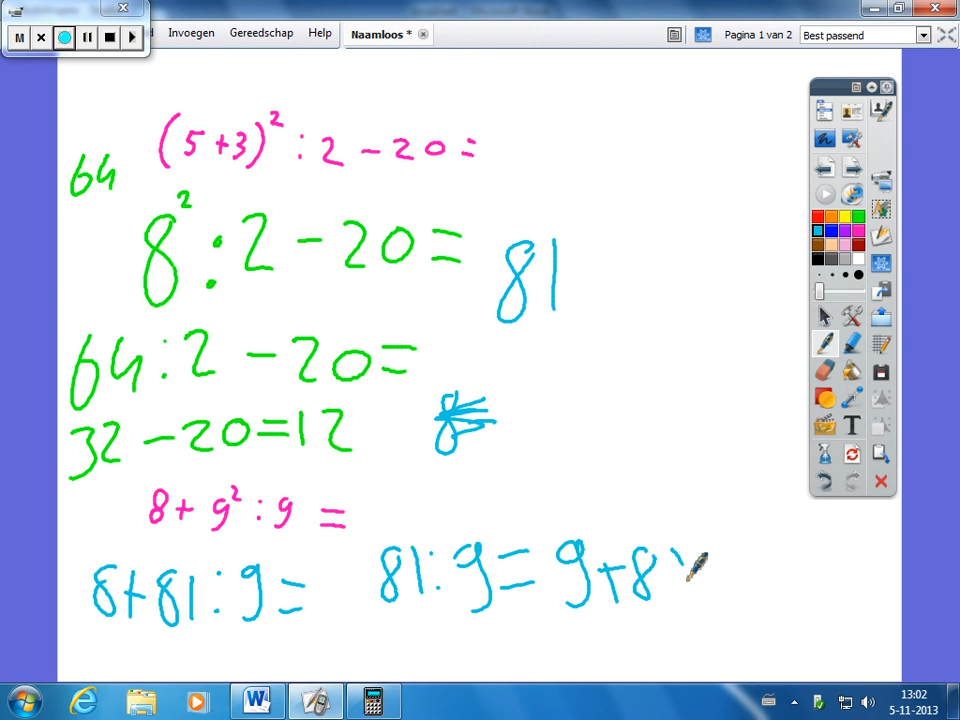 Invoegen Gereedschap Help Naamloos* Pagina 1 van 2 Best passend
(5+3)² : 2 - 20 =
64
8² : 2 - 20 =
81
64 : 2 - 20 =
32 - 20 = 12
8 + 9² : 9 =
8 + 81 : 9 = 81 : 9 = 9 + 8
13:02
5-11-2013